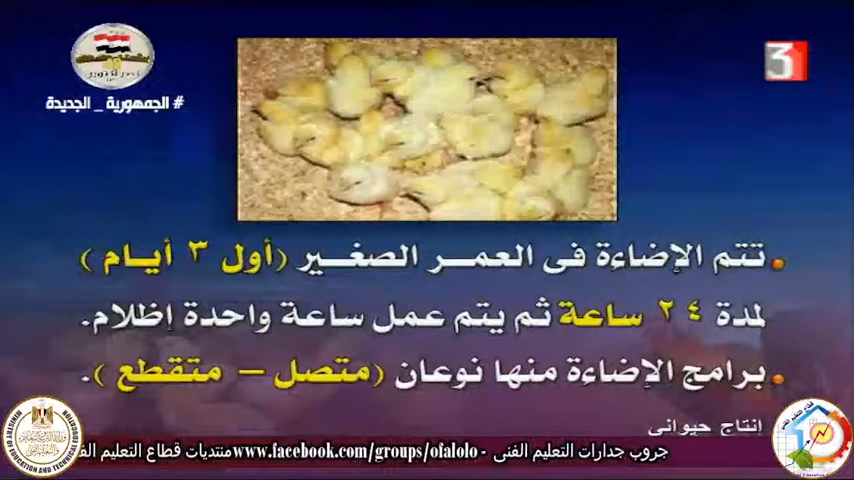 3
# الجمهورية _ الجديدة
تتم الإضاءة فى العمر الصغير (أول ٣ أيام)
لمدة ٢٤ ساعة ثم يتم عمل ساعة واحدة إظلام.
برامج الإضاءة منها نوعان (متصل – متقطع).
إنتاج حيوانى
جروب جدارات التعليم الفنى - www.facebook.com/groups/ofalolo منتديات قطاع التعليم الف